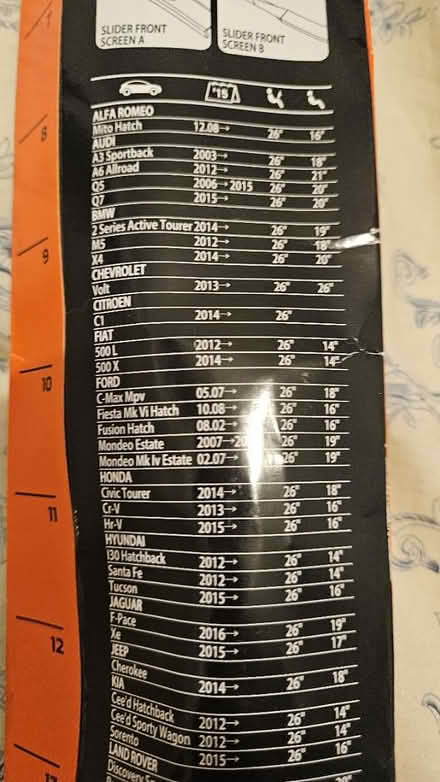 SLIDER FRONT
SCREEN A
SLIDER FRONT
SCREEN B
7
8
9
10
11
12
'15
ALFA ROMEO
Mito Hatch 12.08→ 26" 16"
AUDI
A3 Sportback 2003→ 26" 18"
A6 Allroad 2012→ 26" 21"
Q5 2006→2015 26" 20"
Q7 2015→ 26" 20"
BMW
2 Series Active Tourer 2014→ 26" 19"
M5 2012→ 26" 18"
X4 2014→ 26" 20"
CHEVROLET
Volt 2013→ 26" 26"
CITROEN
C1 2014→ 26"
FIAT
500 L 2012→ 26" 14"
500 X 2014→ 26" 14"
FORD
C-Max Mpv 05.07→ 26" 18"
Fiesta Mk Vi Hatch 10.08→ 26" 16"
Fusion Hatch 08.02→ 26" 16"
Mondeo Estate 2007→20 26" 19"
Mondeo Mk Iv Estate 02.07→ 26" 19"
HONDA
Civic Tourer 2014→ 26" 18"
Cr-V 2013→ 26" 16"
Hr-V 2015→ 26" 16"
HYUNDAI
I30 Hatchback 2012→ 26" 14"
Santa Fe 2012→ 26" 14"
Tucson 2015→ 26" 16"
JAGUAR
F-Pace 2016→ 26" 19"
Xe 2015→ 26" 17"
JEEP
Cherokee 2014→ 26" 18"
KIA
Cee'd Hatchback 2012→ 26" 14"
Cee'd Sporty Wagon 2012→ 26" 14"
Sorento 2015→ 26" 16"
LAND ROVER
Discovery